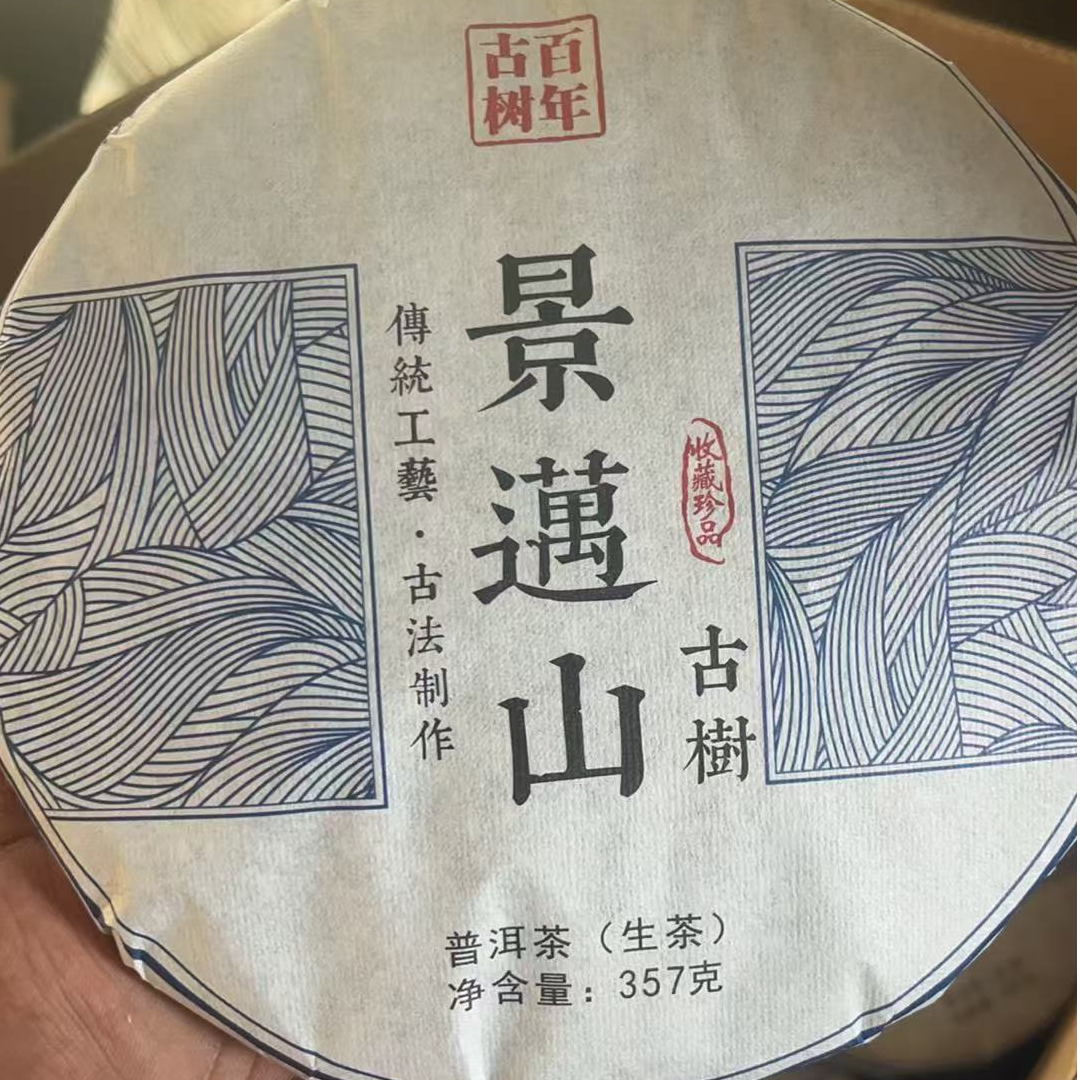 百年
古树
景邁山
古樹
收藏珍品
傳統工藝·古法制作
普洱茶（生茶）
净含量：357克